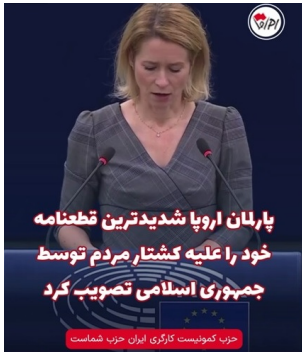 پارلمان اروپا شدیدترین قطعنامه
خود را علیه کشتار مردم توسط
جمهوری اسلامی تصویب کرد
حزب کمونیست کارگری ایران حزب شماست